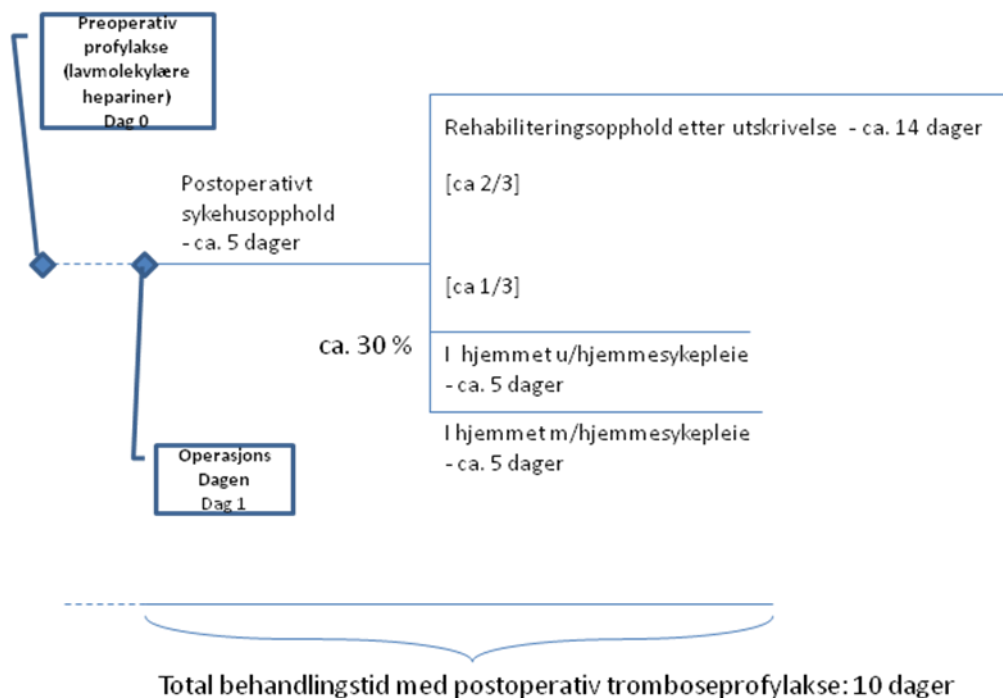 Preoperativ
profylakse
(lavmolekylære
hepariner)
Dag 0
Rehabiliteringsopphold etter utskrivelse - ca. 14 dager
[ca 2/3]
Postoperativt
sykehusopphold
- ca. 5 dager
[ca 1/3]
ca. 30 %
I hjemmet u/hjemmesykepleie
- ca. 5 dager
I hjemmet m/hjemmesykepleie
- ca. 5 dager
Operasjons
Dagen
Dag 1
Total behandlingstid med postoperativ tromboseprofylakse: 10 dager